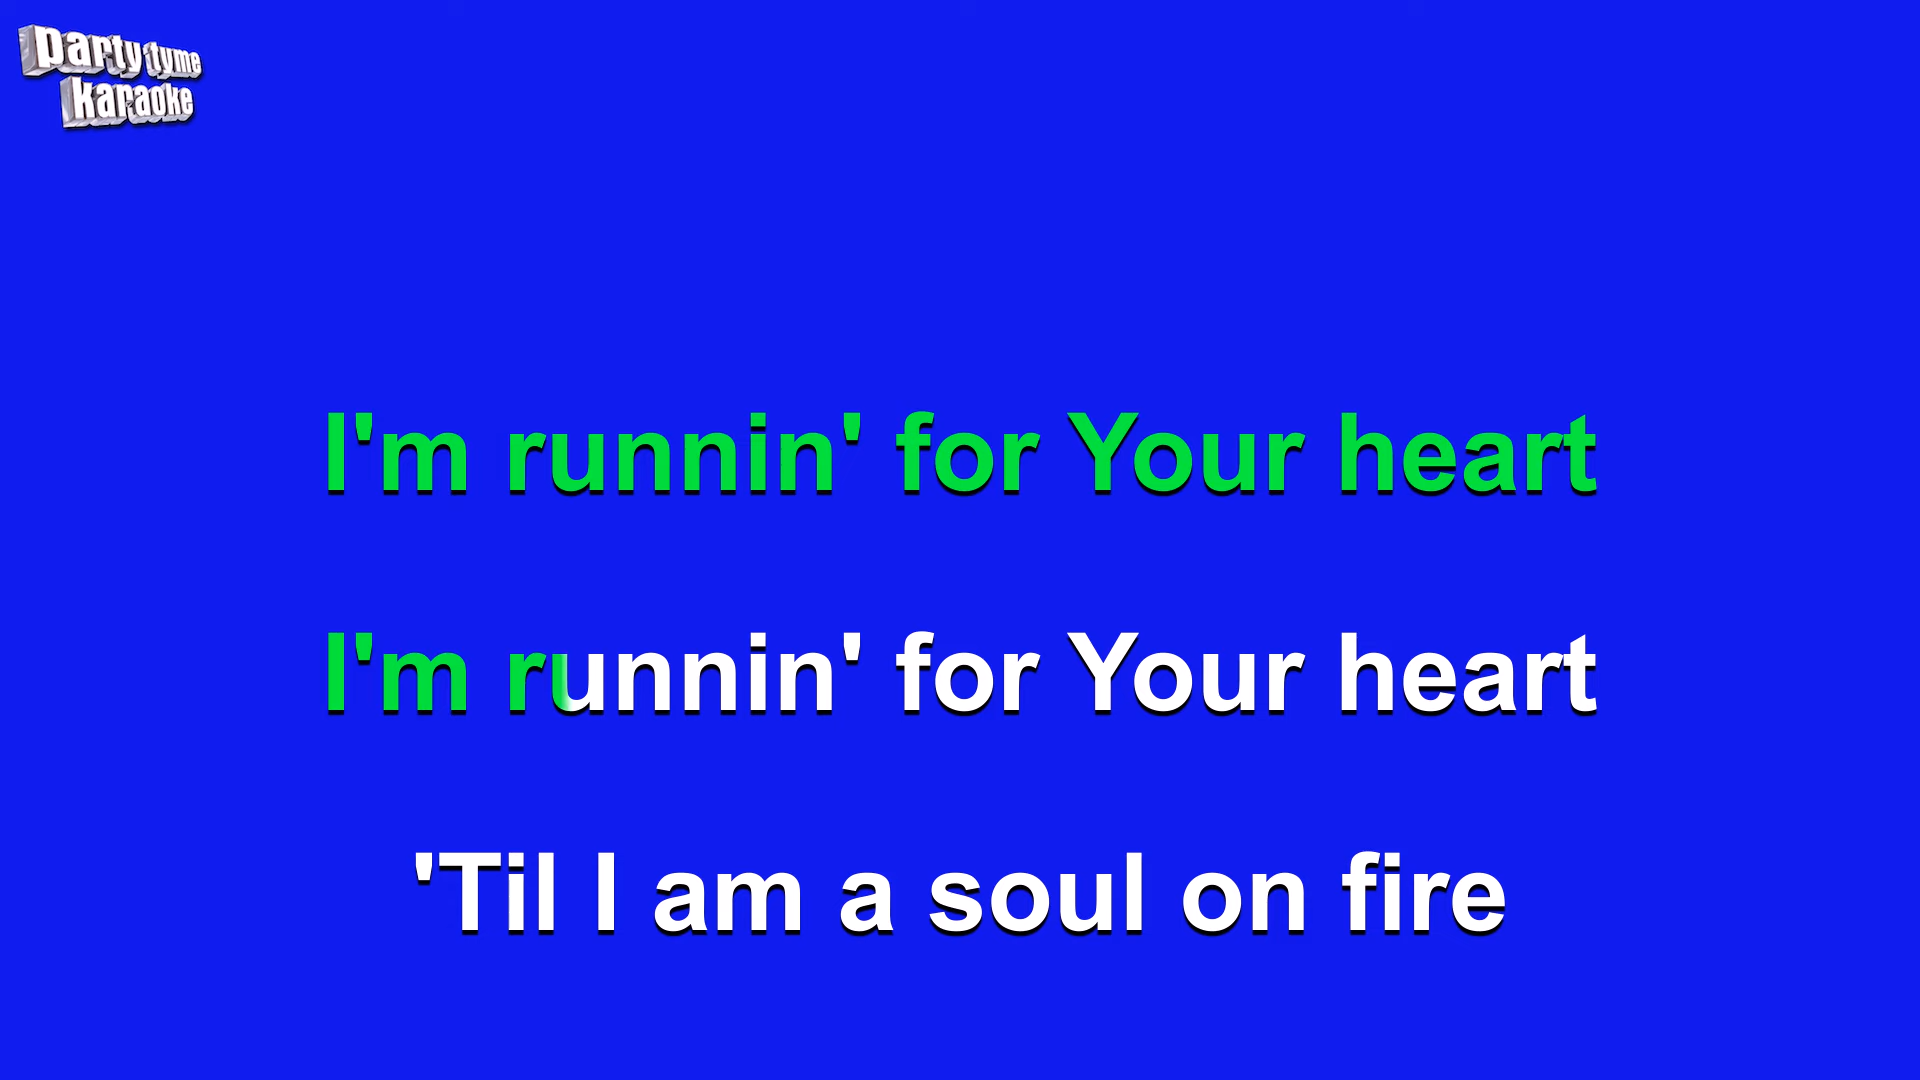 party tyme
karaoke
I'm runnin' for Your heart
I'm runnin' for Your heart
'Til I am a soul on fire